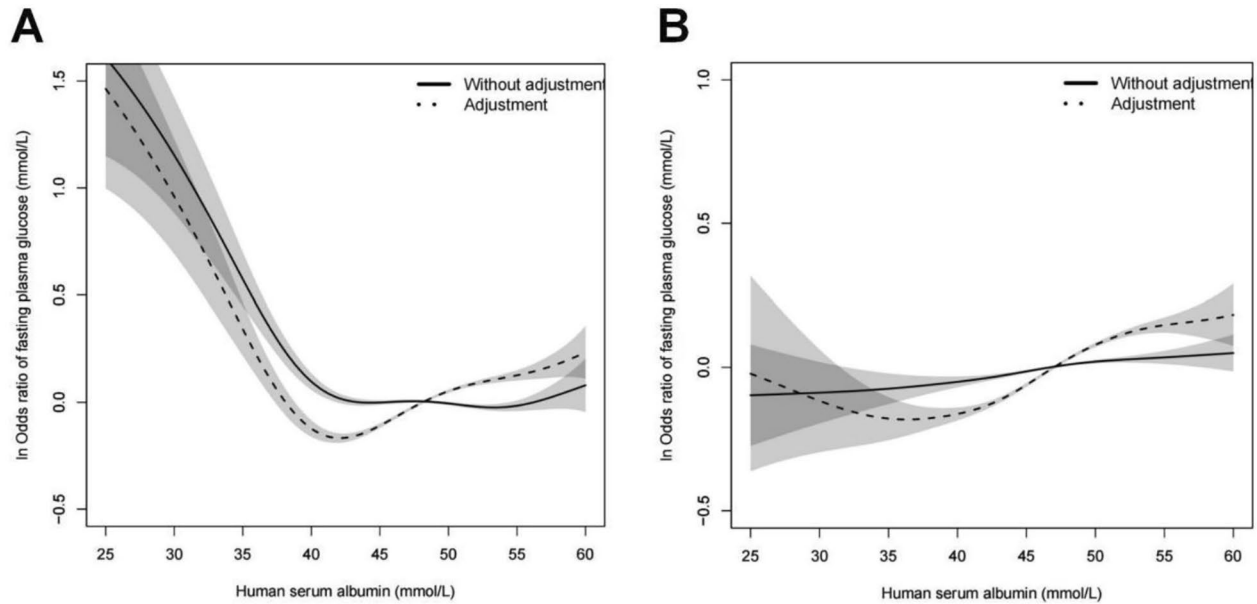 A
B
Without adjustment
Adjustment
ln Odds ratio of fasting plasma glucose (mmol/L)
1.5
1.0
0.5
0.0
−0.5
25 30 35 40 45 50 55 60
Human serum albumin (mmol/L)
Without adjustment
Adjustment
ln Odds ratio of fasting plasma glucose (mmol/L)
1.0
0.5
0.0
−0.5
25 30 35 40 45 50 55 60
Human serum albumin (mmol/L)